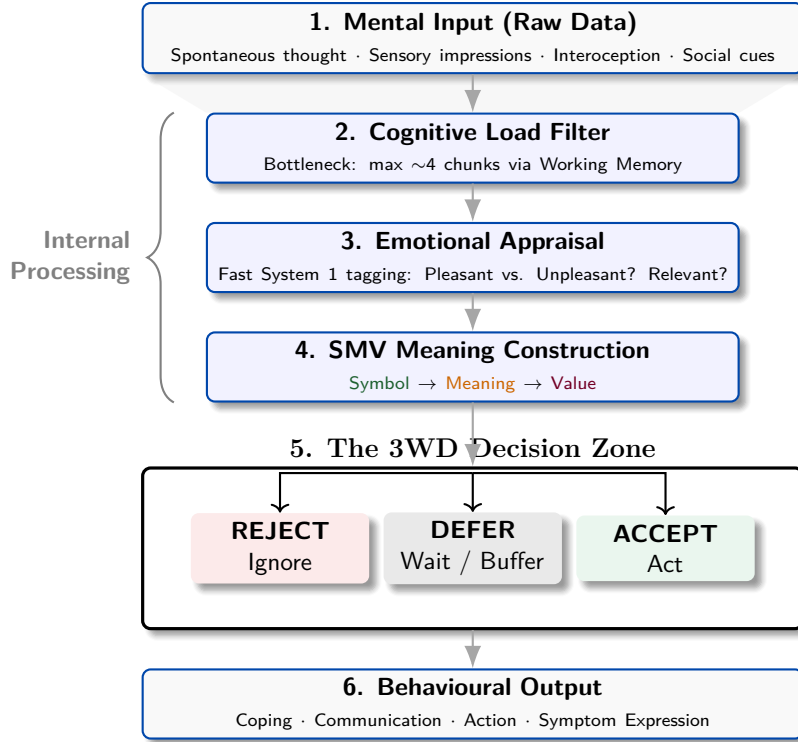 1. Mental Input (Raw Data)
Spontaneous thought · Sensory impressions · Interoception · Social cues
2. Cognitive Load Filter
Bottleneck: max ~4 chunks via Working Memory
Internal
Processing
3. Emotional Appraisal
Fast System 1 tagging: Pleasant vs. Unpleasant? Relevant?
4. SMV Meaning Construction
Symbol → Meaning → Value
5. The 3WD Decision Zone
REJECT
Ignore
DEFER
Wait / Buffer
ACCEPT
Act
6. Behavioural Output
Coping · Communication · Action · Symptom Expression